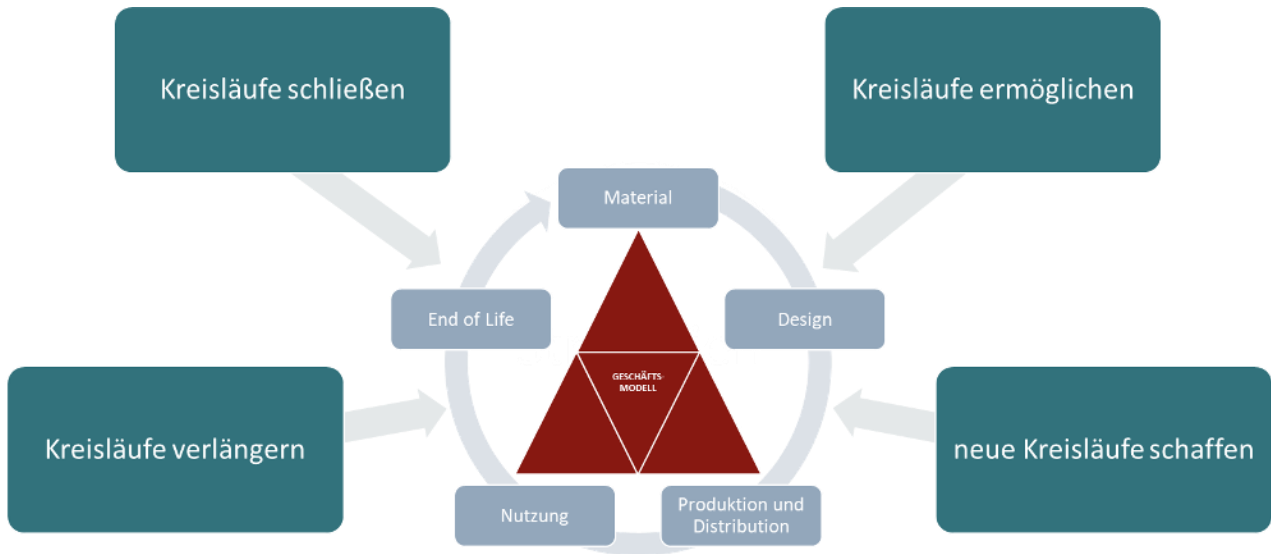 Kreisläufe schließen
Kreisläufe ermöglichen
Material
End of Life
Design
GESCHÄFTS-
MODELL
Kreisläufe verlängern
neue Kreisläufe schaffen
Nutzung
Produktion und
Distribution